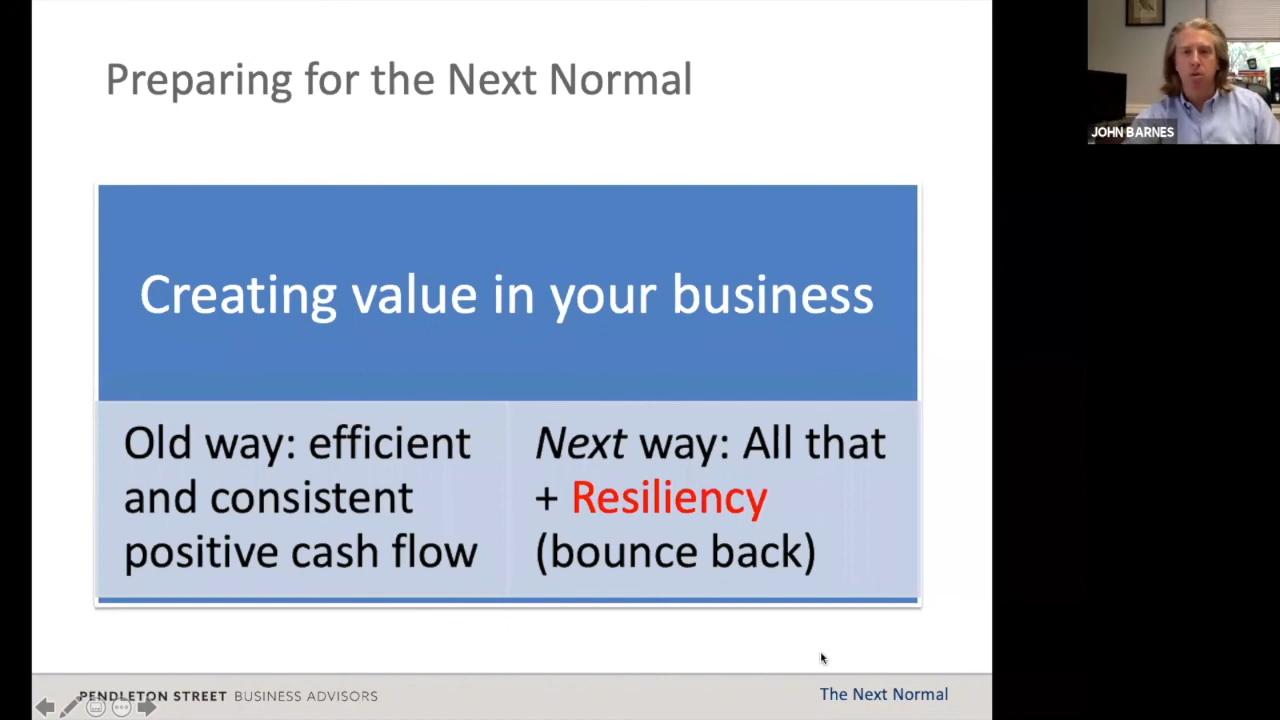 Preparing for the Next Normal
JOHN BARNES
Creating value in your business
Old way: efficient
and consistent
positive cash flow
Next way: All that
+ Resiliency
(bounce back)
PENDLETON STREET BUSINESS ADVISORS
The Next Normal